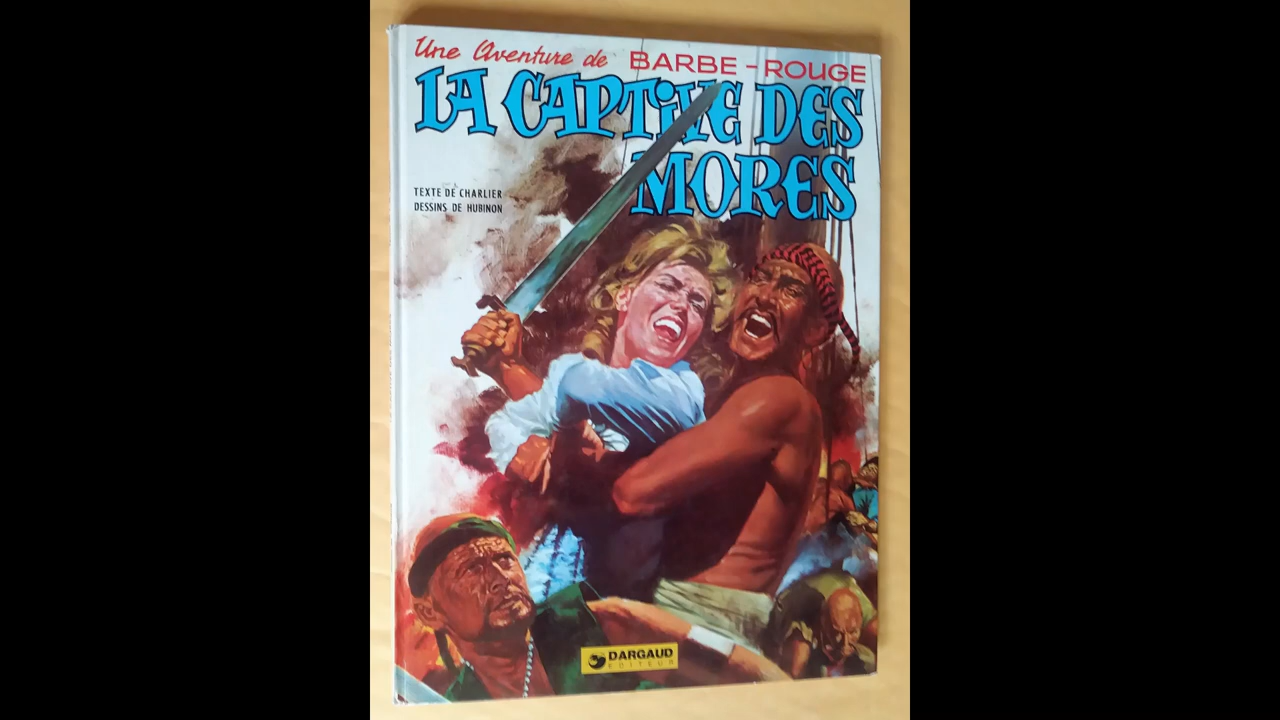 Une Aventure de BARBE-ROUGE
LA CAPTIVE DES
MORES
TEXTE DE CHARLIER
DESSINS DE HUBINON
DARGAUD
EDITEUR